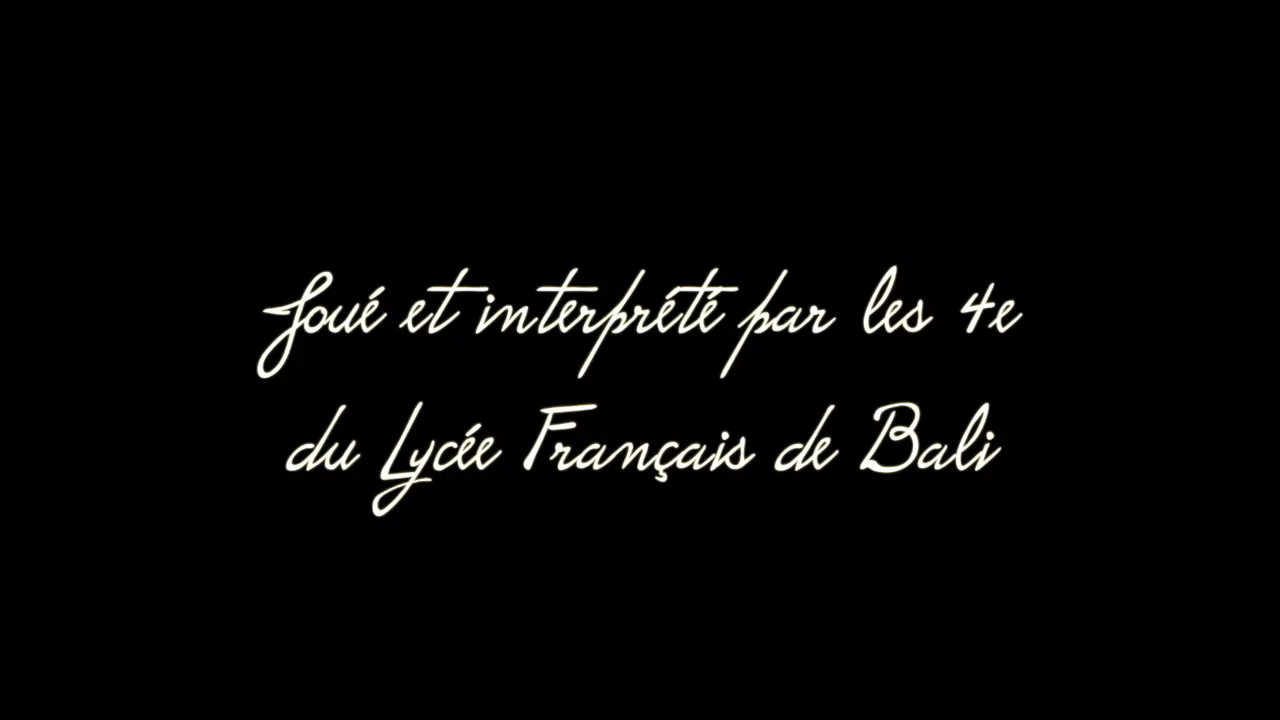 Joué et interprété par les 4e
du Lycée Français de Bali